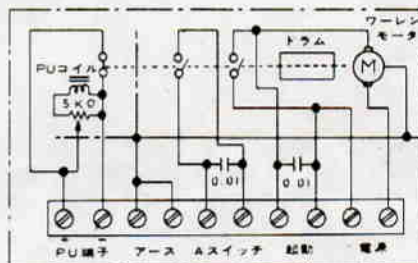 ワーレン
モータ
トラム
PUコイル
M
5KΩ
0.01
0.01
PU端子 アース Aスイッチ 起動 電源